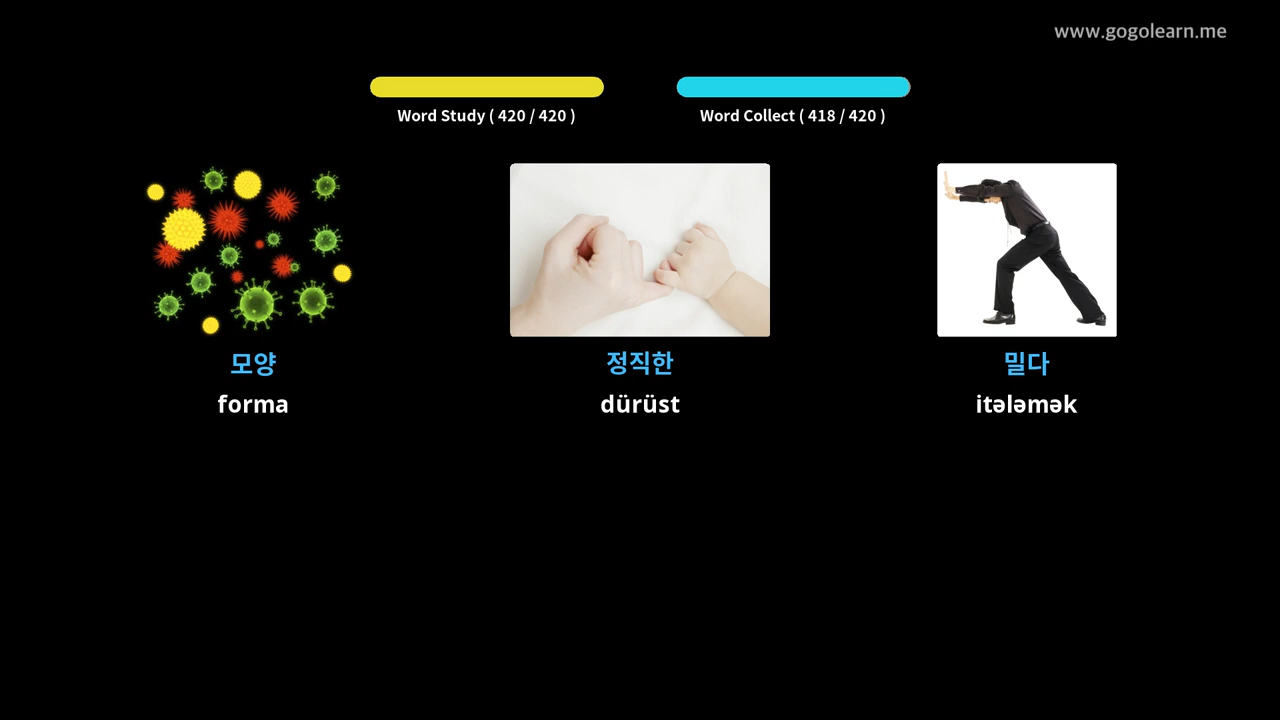 www.gogolearn.me
Word Study ( 420 / 420 )
Word Collect ( 418 / 420 )
모양
정직한
밀다
forma
dürüst
itələmək